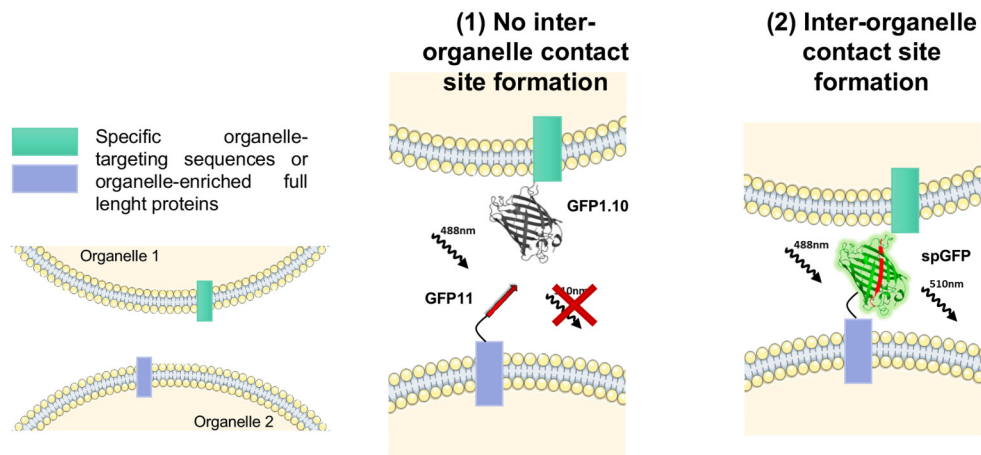 (1) No inter-
organelle contact
site formation
(2) Inter-organelle
contact site
formation
Specific organelle-
targeting sequences or
organelle-enriched full
lenght proteins
Organelle 1
Organelle 2
GFP1.10
488nm
GFP11
488nm
spGFP
510nm